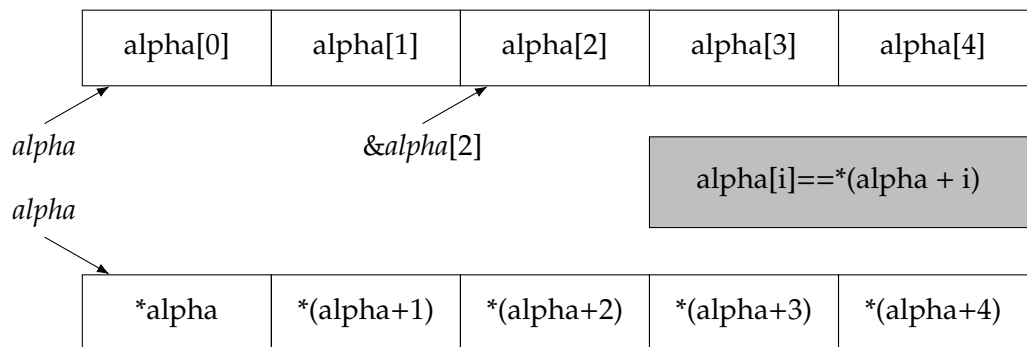 alpha[0] alpha[1] alpha[2] alpha[3] alpha[4]
alpha &alpha[2]
alpha[i]==*(alpha + i)
alpha
*alpha *(alpha+1) *(alpha+2) *(alpha+3) *(alpha+4)